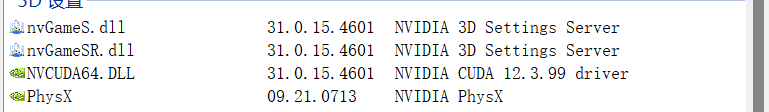 3D 设置
nvGameS.dll 31.0.15.4601 NVIDIA 3D Settings Server
nvGameSR.dll 31.0.15.4601 NVIDIA 3D Settings Server
NVCUDA64.DLL 31.0.15.4601 NVIDIA CUDA 12.3.99 driver
PhysX 09.21.0713 NVIDIA PhysX